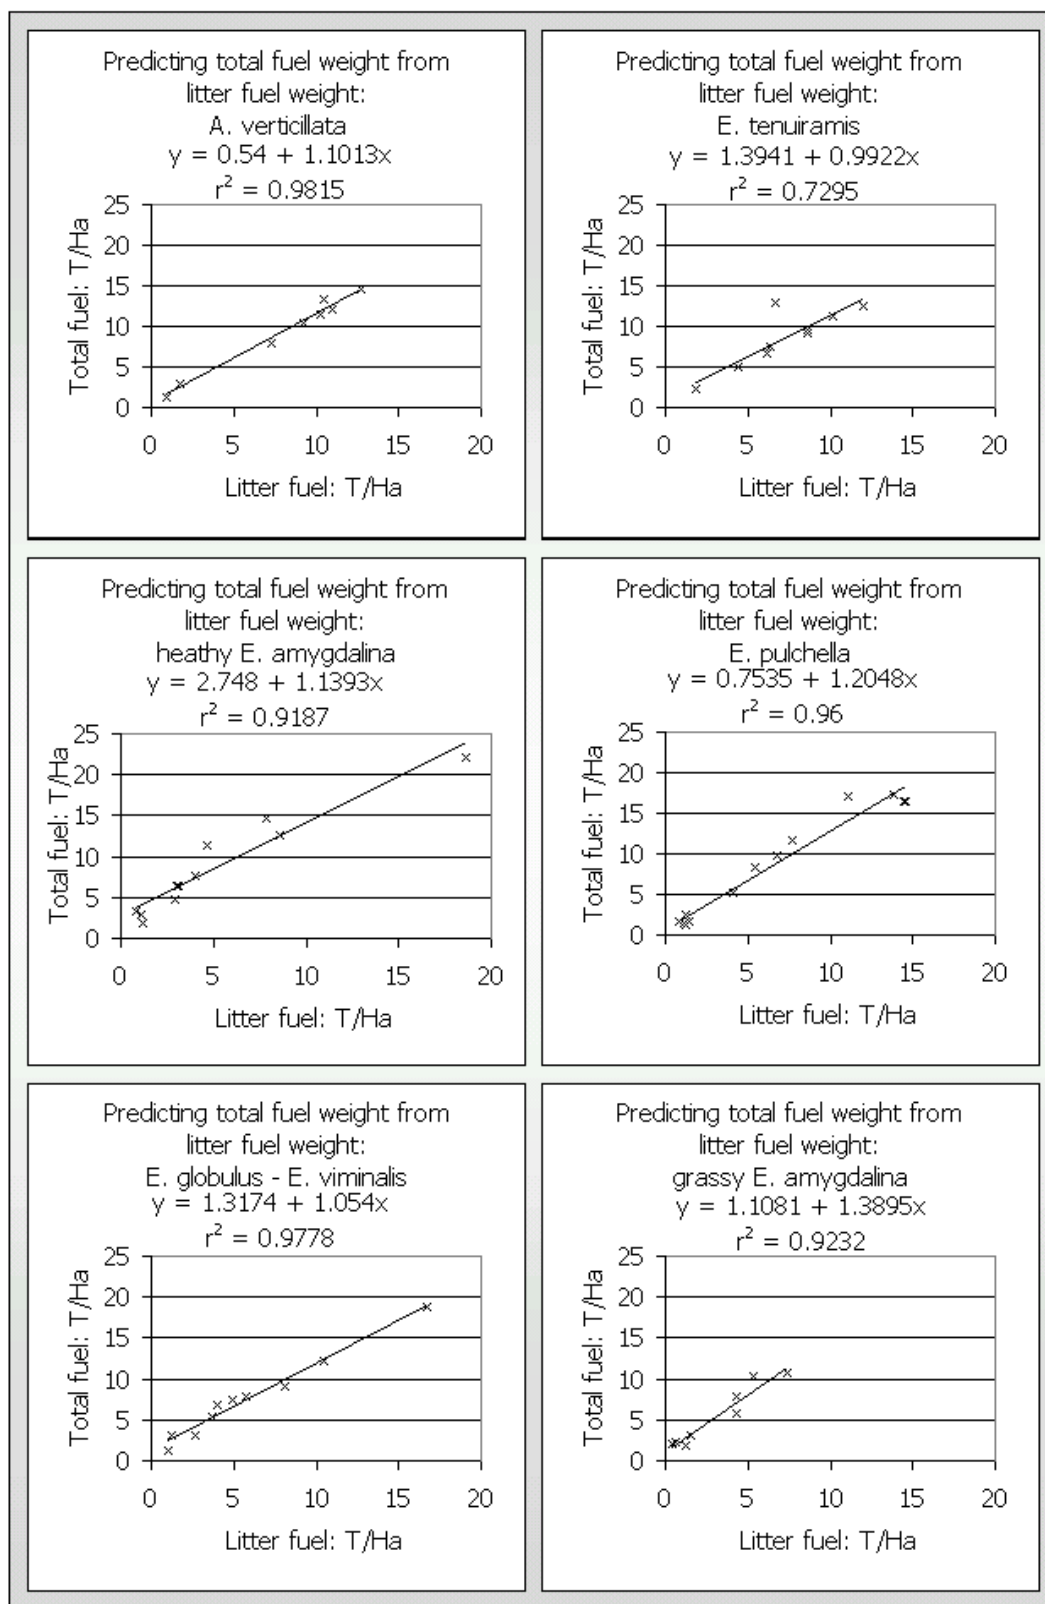 Predicting total fuel weight from
litter fuel weight:
A. verticillata
y = 0.54 + 1.1013x
r² = 0.9815
Total fuel: T/Ha
25
20
15
10
5
0
0 5 10 15 20
Litter fuel: T/Ha
Predicting total fuel weight from
litter fuel weight:
E. tenuiramis
y = 1.3941 + 0.9922x
r² = 0.7295
Total fuel: T/Ha
25
20
15
10
5
0
0 5 10 15 20
Litter fuel: T/Ha
Predicting total fuel weight from
litter fuel weight:
heathy E. amygdalina
y = 2.748 + 1.1393x
r² = 0.9187
Total fuel: T/Ha
25
20
15
10
5
0
0 5 10 15 20
Litter fuel: T/Ha
Predicting total fuel weight from
litter fuel weight:
E. pulchella
y = 0.7535 + 1.2048x
r² = 0.96
Total fuel: T/Ha
25
20
15
10
5
0
0 5 10 15 20
Litter fuel: T/Ha
Predicting total fuel weight from
litter fuel weight:
E. globulus - E. viminalis
y = 1.3174 + 1.054x
r² = 0.9778
Total fuel: T/Ha
25
20
15
10
5
0
0 5 10 15 20
Litter fuel: T/Ha
Predicting total fuel weight from
litter fuel weight:
grassy E. amygdalina
y = 1.1081 + 1.3895x
r² = 0.9232
Total fuel: T/Ha
25
20
15
10
5
0
0 5 10 15 20
Litter fuel: T/Ha